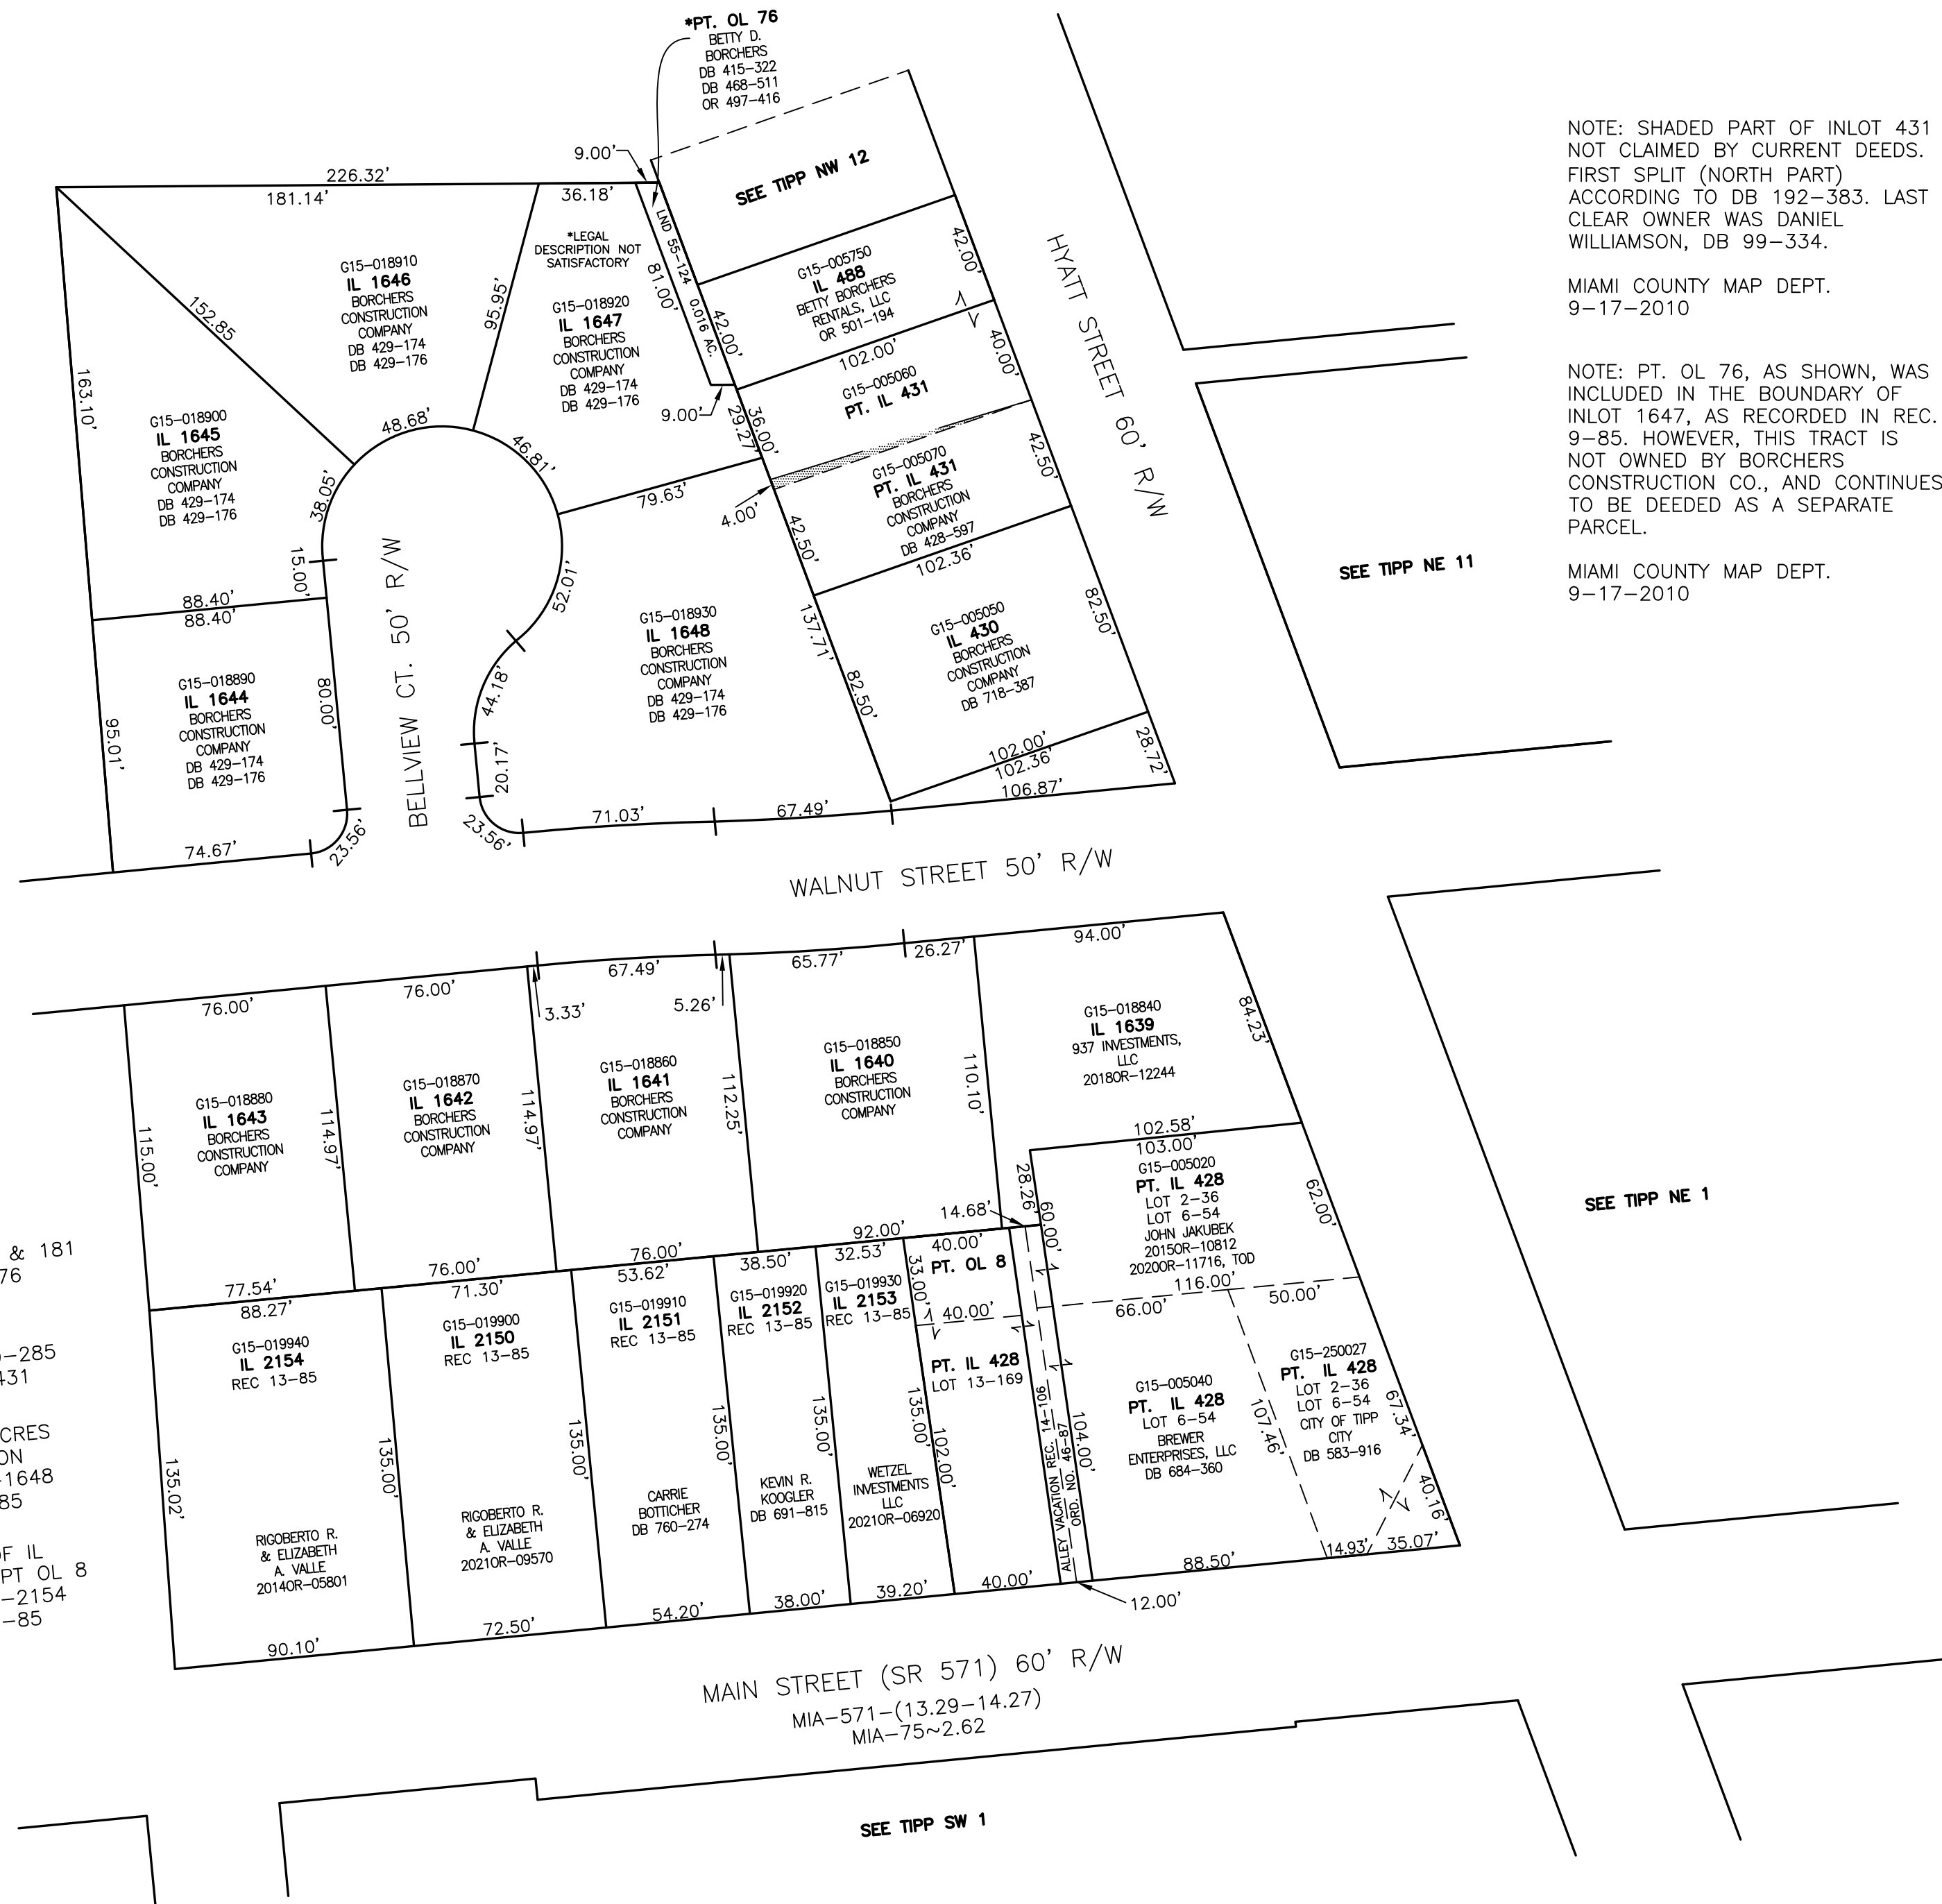 *PT. OL 76
BETTY D.
BORCHERS
DB 415-322
DB 468-511
OR 497-416
NOTE: SHADED PART OF INLOT 431
NOT CLAIMED BY CURRENT DEEDS.
FIRST SPLIT (NORTH PART)
ACCORDING TO DB 192-383. LAST
CLEAR OWNER WAS DANIEL
WILLIAMSON, DB 99-334.
MIAMI COUNTY MAP DEPT.
9-17-2010
NOTE: PT. OL 76, AS SHOWN, WAS
INCLUDED IN THE BOUNDARY OF
INLOT 1647, AS RECORDED IN REC.
9-85. HOWEVER, THIS TRACT IS
NOT OWNED BY BORCHERS
CONSTRUCTION CO., AND CONTINUES
TO BE DEEDED AS A SEPARATE
PARCEL.
MIAMI COUNTY MAP DEPT.
9-17-2010
9.00'
226.32'
181.14'
36.18'
SEE TIPP NW 12
LND 55-124 0.016 AC.
81.00'
*LEGAL
DESCRIPTION NOT
SATISFACTORY
G15-018910
IL 1646
BORCHERS
CONSTRUCTION
COMPANY
DB 429-174
DB 429-176
152.85
95.95'
G15-018920
IL 1647
BORCHERS
CONSTRUCTION
COMPANY
DB 429-174
DB 429-176
9.00'
42.00'
G15-005750
IL 488
BETTY BORCHERS
RENTALS, LLC
OR 501-194
42.00'
102.00'
40.00'
HYATT STREET 60' R/W
163.10'
G15-018900
IL 1645
BORCHERS
CONSTRUCTION
COMPANY
DB 429-174
DB 429-176
48.68'
46.81'
38.05'
15.00'
29.27'
36.00'
G15-005060
PT. IL 431
79.63'
4.00'
G15-005070
PT. IL 431
BORCHERS
CONSTRUCTION
COMPANY
DB 428-597
42.50'
42.50'
102.36'
SEE TIPP NE 11
88.40'
88.40'
52.01'
BELLVIEW CT. 50' R/W
G15-018930
IL 1648
BORCHERS
CONSTRUCTION
COMPANY
DB 429-174
DB 429-176
137.71'
82.50'
G15-005050
IL 430
BORCHERS
CONSTRUCTION
COMPANY
DB 718-387
82.50'
G15-018890
IL 1644
BORCHERS
CONSTRUCTION
COMPANY
DB 429-174
DB 429-176
95.01'
80.00'
44.18'
20.17'
102.00'
102.36'
106.87'
28.72'
74.67'
23.56'
23.56'
71.03'
67.49'
WALNUT STREET 50' R/W
76.00'
76.00'
3.33'
67.49'
5.26'
65.77'
26.27'
94.00'
G15-018880
IL 1643
BORCHERS
CONSTRUCTION
COMPANY
115.00'
114.97'
G15-018870
IL 1642
BORCHERS
CONSTRUCTION
COMPANY
114.97'
G15-018860
IL 1641
BORCHERS
CONSTRUCTION
COMPANY
112.25'
G15-018850
IL 1640
BORCHERS
CONSTRUCTION
COMPANY
110.10'
G15-018840
IL 1639
937 INVESTMENTS,
LLC
2018OR-12244
84.23'
102.58'
103.00'
28.26'
60.00'
G15-005020
PT. IL 428
LOT 2-36
LOT 6-54
JOHN JAKUBEK
2015OR-10812
2020OR-11716, TOD
62.00'
116.00'
66.00'
50.00'
SEE TIPP NE 1
14.68'
77.54'
76.00'
76.00'
92.00'
88.27'
71.30'
53.62'
38.50'
32.53'
40.00'
& 181
76
-285
431
CRES
ON
-1648
85
OF IL
PT OL 8
-2154
-85
G15-019940
IL 2154
REC 13-85
135.02'
RIGOBERTO R.
& ELIZABETH
A. VALLE
2014OR-05801
90.10'
135.00'
G15-019900
IL 2150
REC 13-85
RIGOBERTO R.
& ELIZABETH
A. VALLE
2021OR-09570
72.50'
135.00'
G15-019910
IL 2151
REC 13-85
CARRIE
BOTTICHER
DB 760-274
54.20'
135.00'
G15-019920
IL 2152
REC 13-85
KEVIN R.
KOOGLER
DB 691-815
38.00'
135.00'
G15-019930
IL 2153
REC 13-85
WETZEL
INVESTMENTS
LLC
2021OR-06920
39.20'
135.00'
33.00'
PT. OL 8
40.00'
PT. IL 428
LOT 13-169
102.00'
40.00'
ALLEY VACATION REC. 14-106
ORD. NO. 46-87
104.00'
12.00'
G15-005040
PT. IL 428
LOT 6-54
BREWER
ENTERPRISES, LLC
DB 684-360
88.50'
107.46'
G15-250027
PT. IL 428
LOT 2-36
LOT 6-54
CITY OF TIPP
CITY
DB 583-916
67.34'
40.16'
14.93'
35.07'
MAIN STREET (SR 571) 60' R/W
MIA-571-(13.29-14.27)
MIA-75~2.62
SEE TIPP SW 1